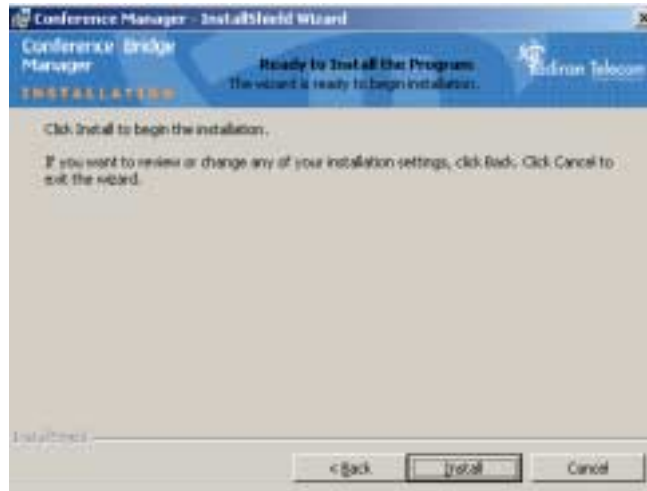 Conference Manager - InstallShield Wizard
Conference Bridge
Manager
INSTALLATION
Ready to Install the Program
The wizard is ready to begin installation.
Tadiran Telecom
Click Install to begin the installation.
If you want to review or change any of your installation settings, click Back. Click Cancel to
exit the wizard.
InstallShield
< Back
Install
Cancel